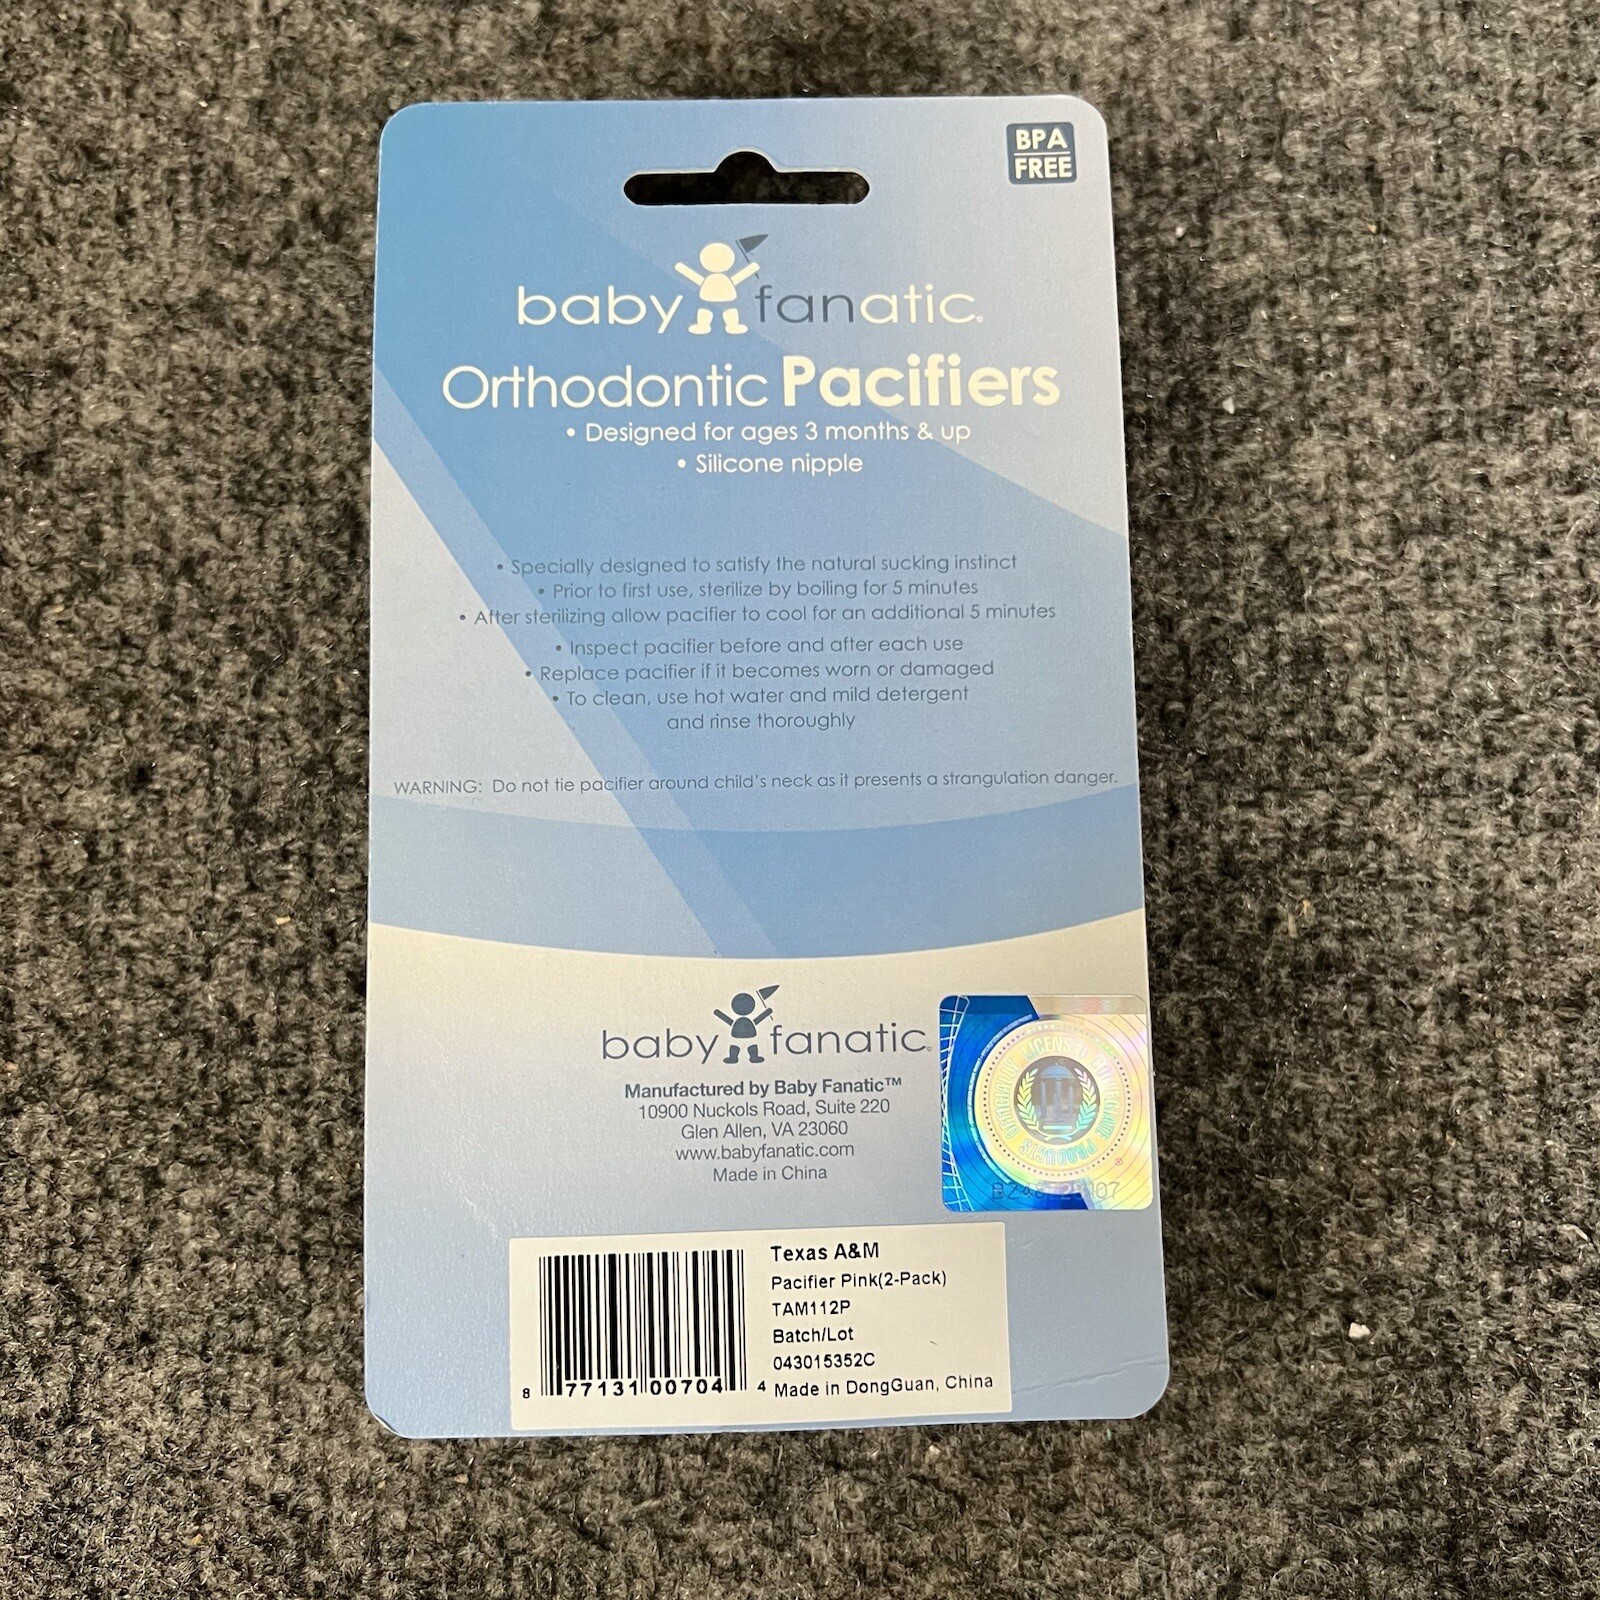 BPA
FREE
baby fanatic
Orthodontic Pacifiers
• Designed for ages 3 months & up
• Silicone nipple
• Specially designed to satisfy the natural sucking instinct
• Prior to first use, sterilize by boiling for 5 minutes
• After sterilizing allow pacifier to cool for an additional 5 minutes
• Inspect pacifier before and after each use
• Replace pacifier if it becomes worn or damaged
• To clean, use hot water and mild detergent
and rinse thoroughly
WARNING: Do not tie pacifier around child's neck as it presents a strangulation danger.
baby fanatic
Manufactured by Baby Fanatic™
10900 Nuckols Road, Suite 220
Glen Allen, VA 23060
www.babyfanatic.com
Made in China
PRODUCTS
Texas A&M
Pacifier Pink(2-Pack)
TAM112P
Batch/Lot
043015352C
Made in DongGuan, China
8 77131 00704 4